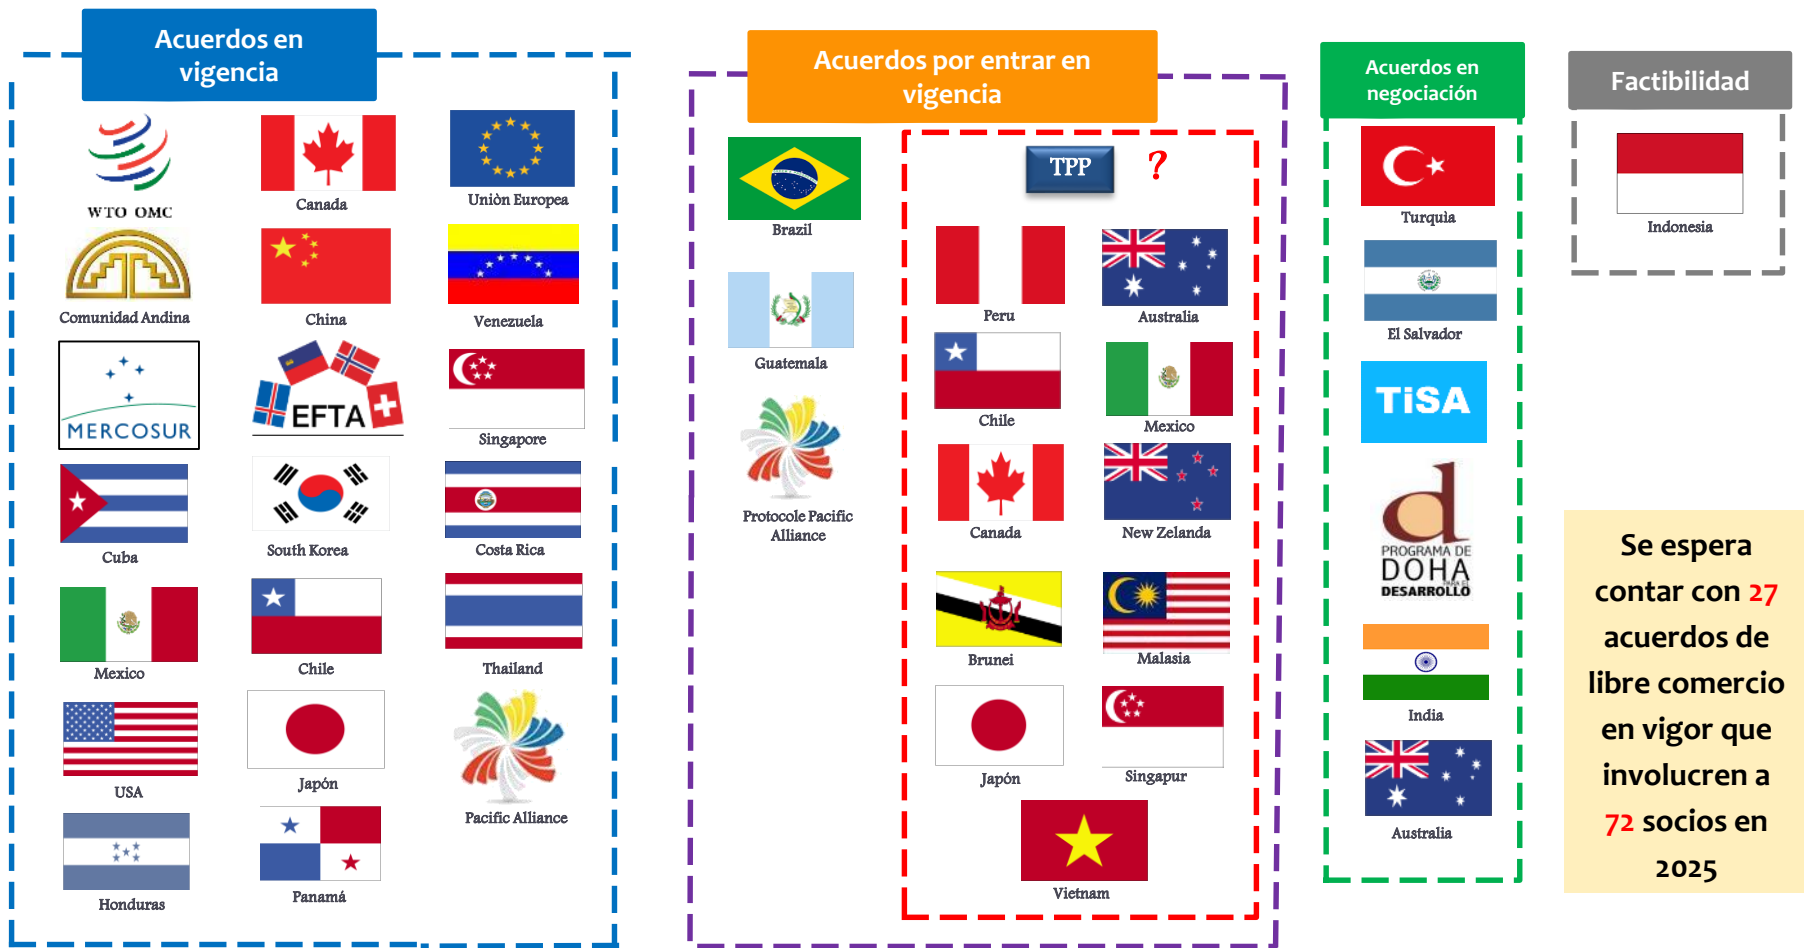 Acuerdos en
vigencia
WTO OMC
Canada
Uniòn Europea
Comunidad Andina
China
Venezuela
MERCOSUR
EFTA
Singapore
Cuba
South Korea
Costa Rica
Mexico
Chile
Thailand
USA
Japón
Pacific Alliance
Honduras
Panamá
Acuerdos por entrar en
vigencia
Brazil
Guatemala
Protocole Pacific
Alliance
TPP ?
Peru
Australia
Chile
Mexico
Canada
New Zelanda
Brunei
Malasia
Japón
Singapur
Vietnam
Acuerdos en
negociación
Turquìa
El Salvador
TiSA
PROGRAMA DE
DOHA
PARA EL
DESARROLLO
India
Australia
Factibilidad
Indonesia
Se espera
contar con 27
acuerdos de
libre comercio
en vigor que
involucren a
72 socios en
2025